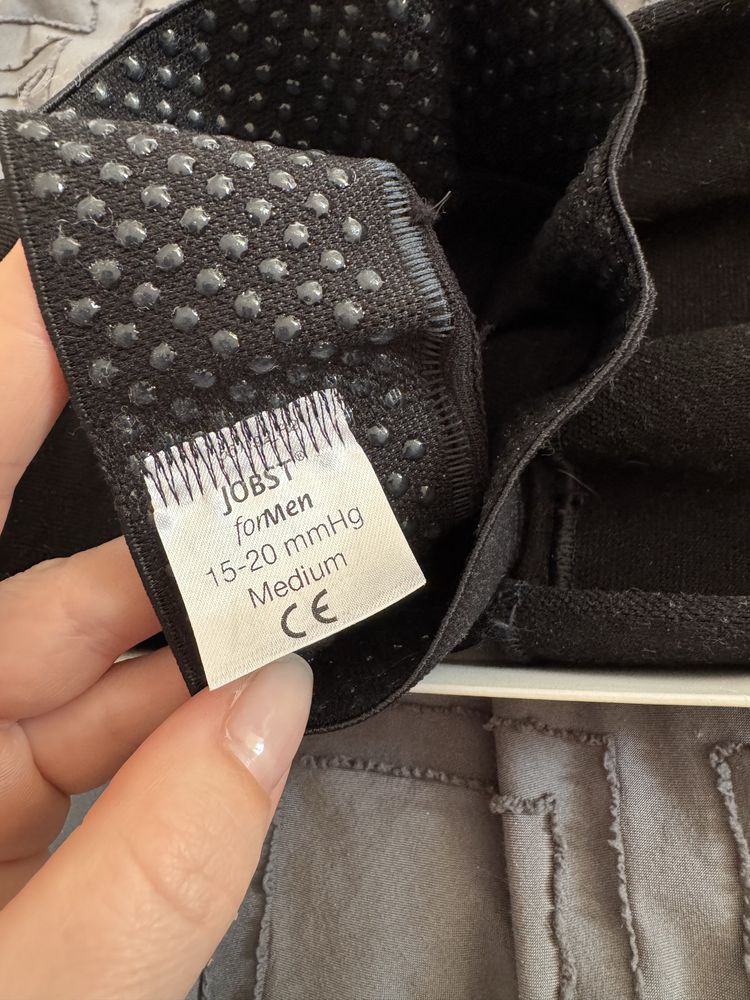 JOBST®
forMen
15-20 mmHg
Medium
CE